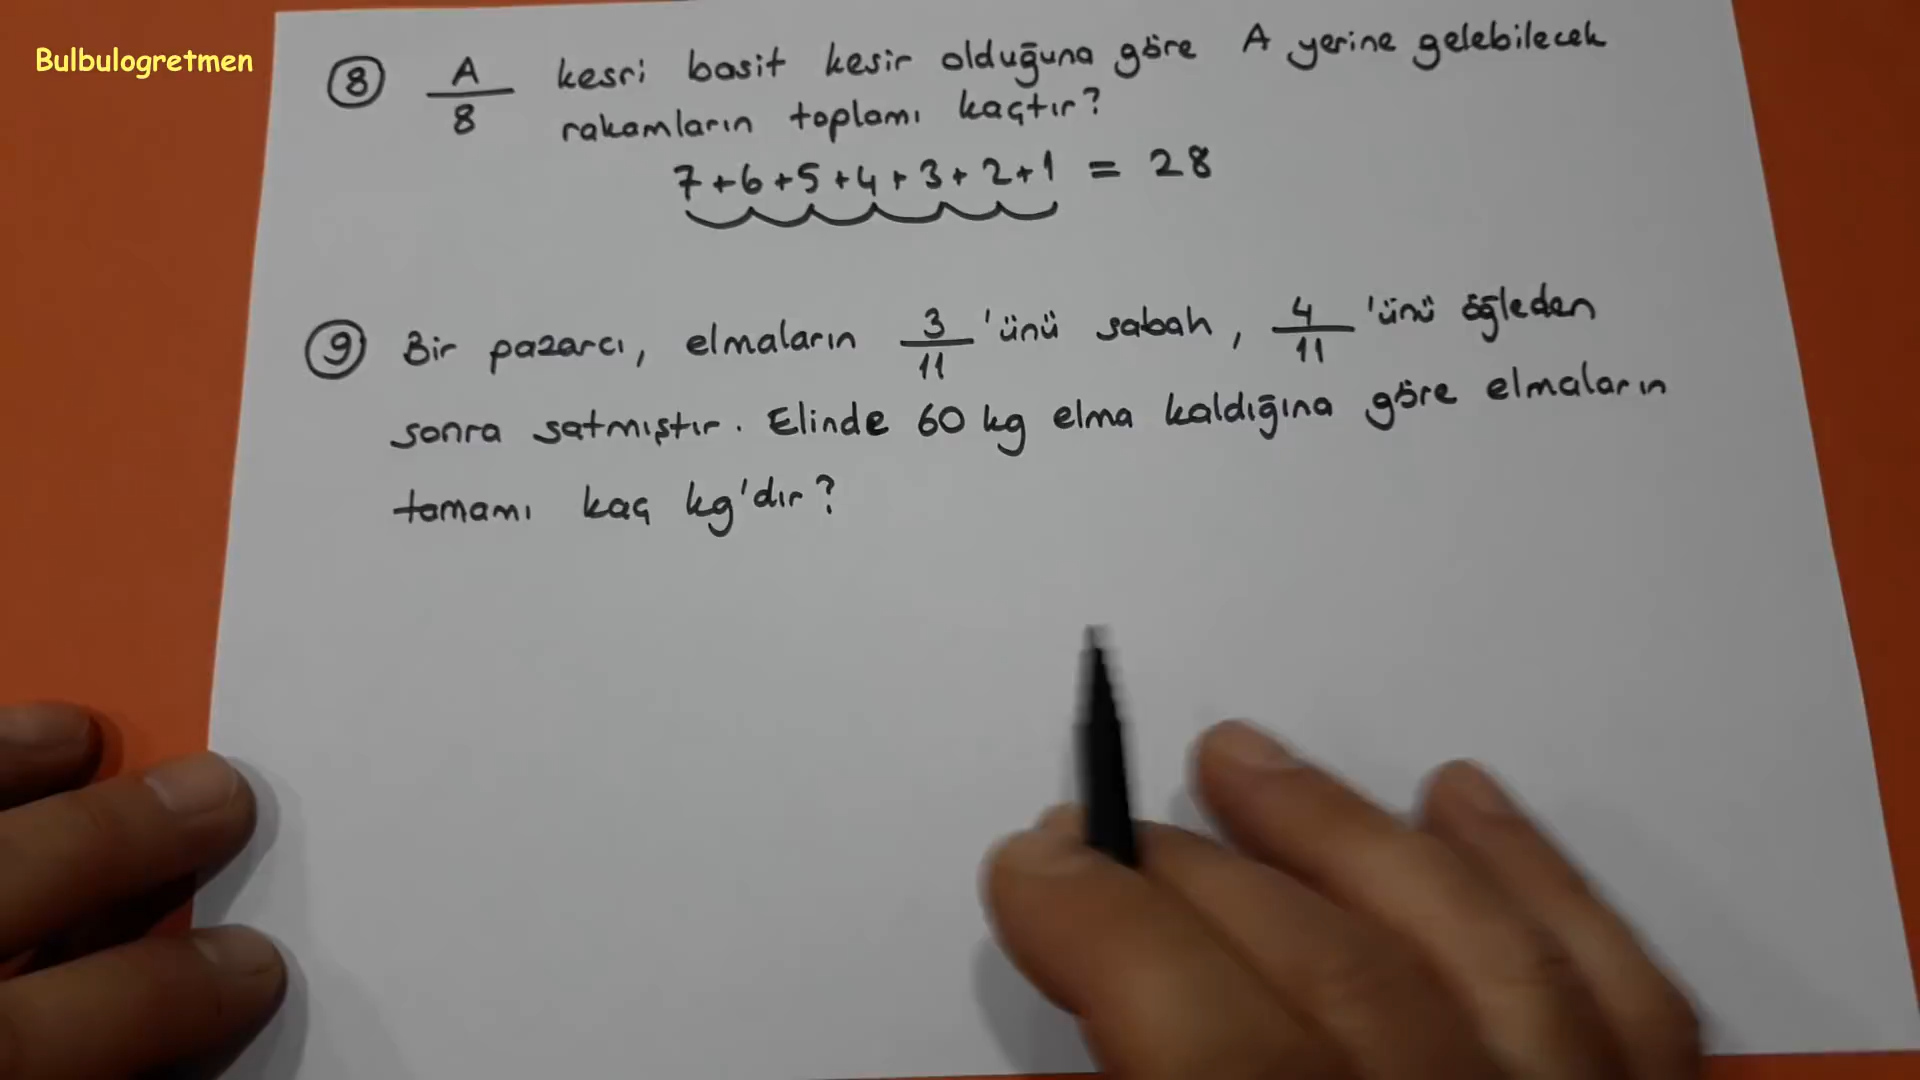 Bulbulogretmen
8 A/8 kesri basit kesir olduğuna göre A yerine gelebilecek
rakamların toplamı kaçtır?
7+6+5+4+3+2+1 = 28
9 Bir pazarcı, elmaların 3/11 'ünü sabah, 4/11 'ünü öğleden
sonra satmıştır. Elinde 60 kg elma kaldığına göre elmaların
tamamı kaç kg'dır?